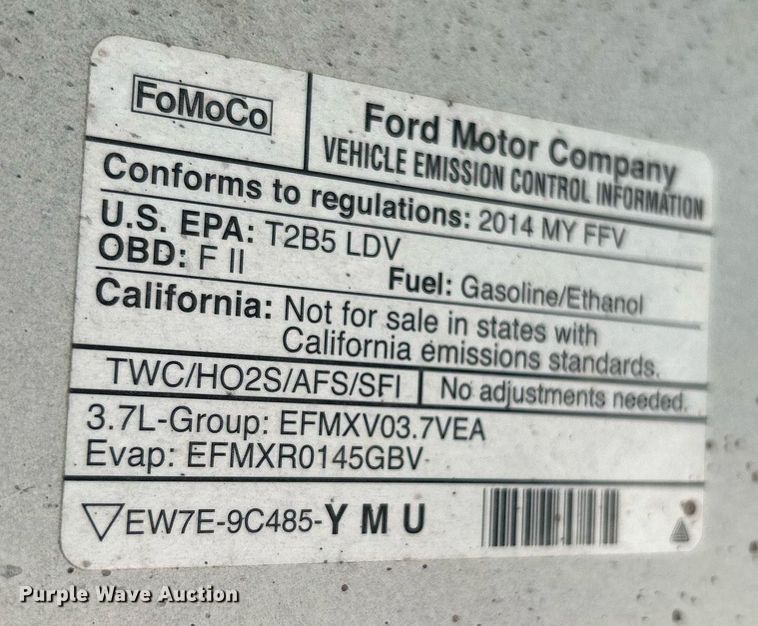 FoMoCo
Ford Motor Company
VEHICLE EMISSION CONTROL INFORMATION
Conforms to regulations: 2014 MY FFV
U.S. EPA: T2B5 LDV
OBD: F II Fuel: Gasoline/Ethanol
California: Not for sale in states with
California emissions standards.
TWC/HO2S/AFS/SFI No adjustments needed.
3.7L-Group: EFMXV03.7VEA
Evap: EFMXR0145GBV
EW7E-9C485-YMU
Purple Wave Auction